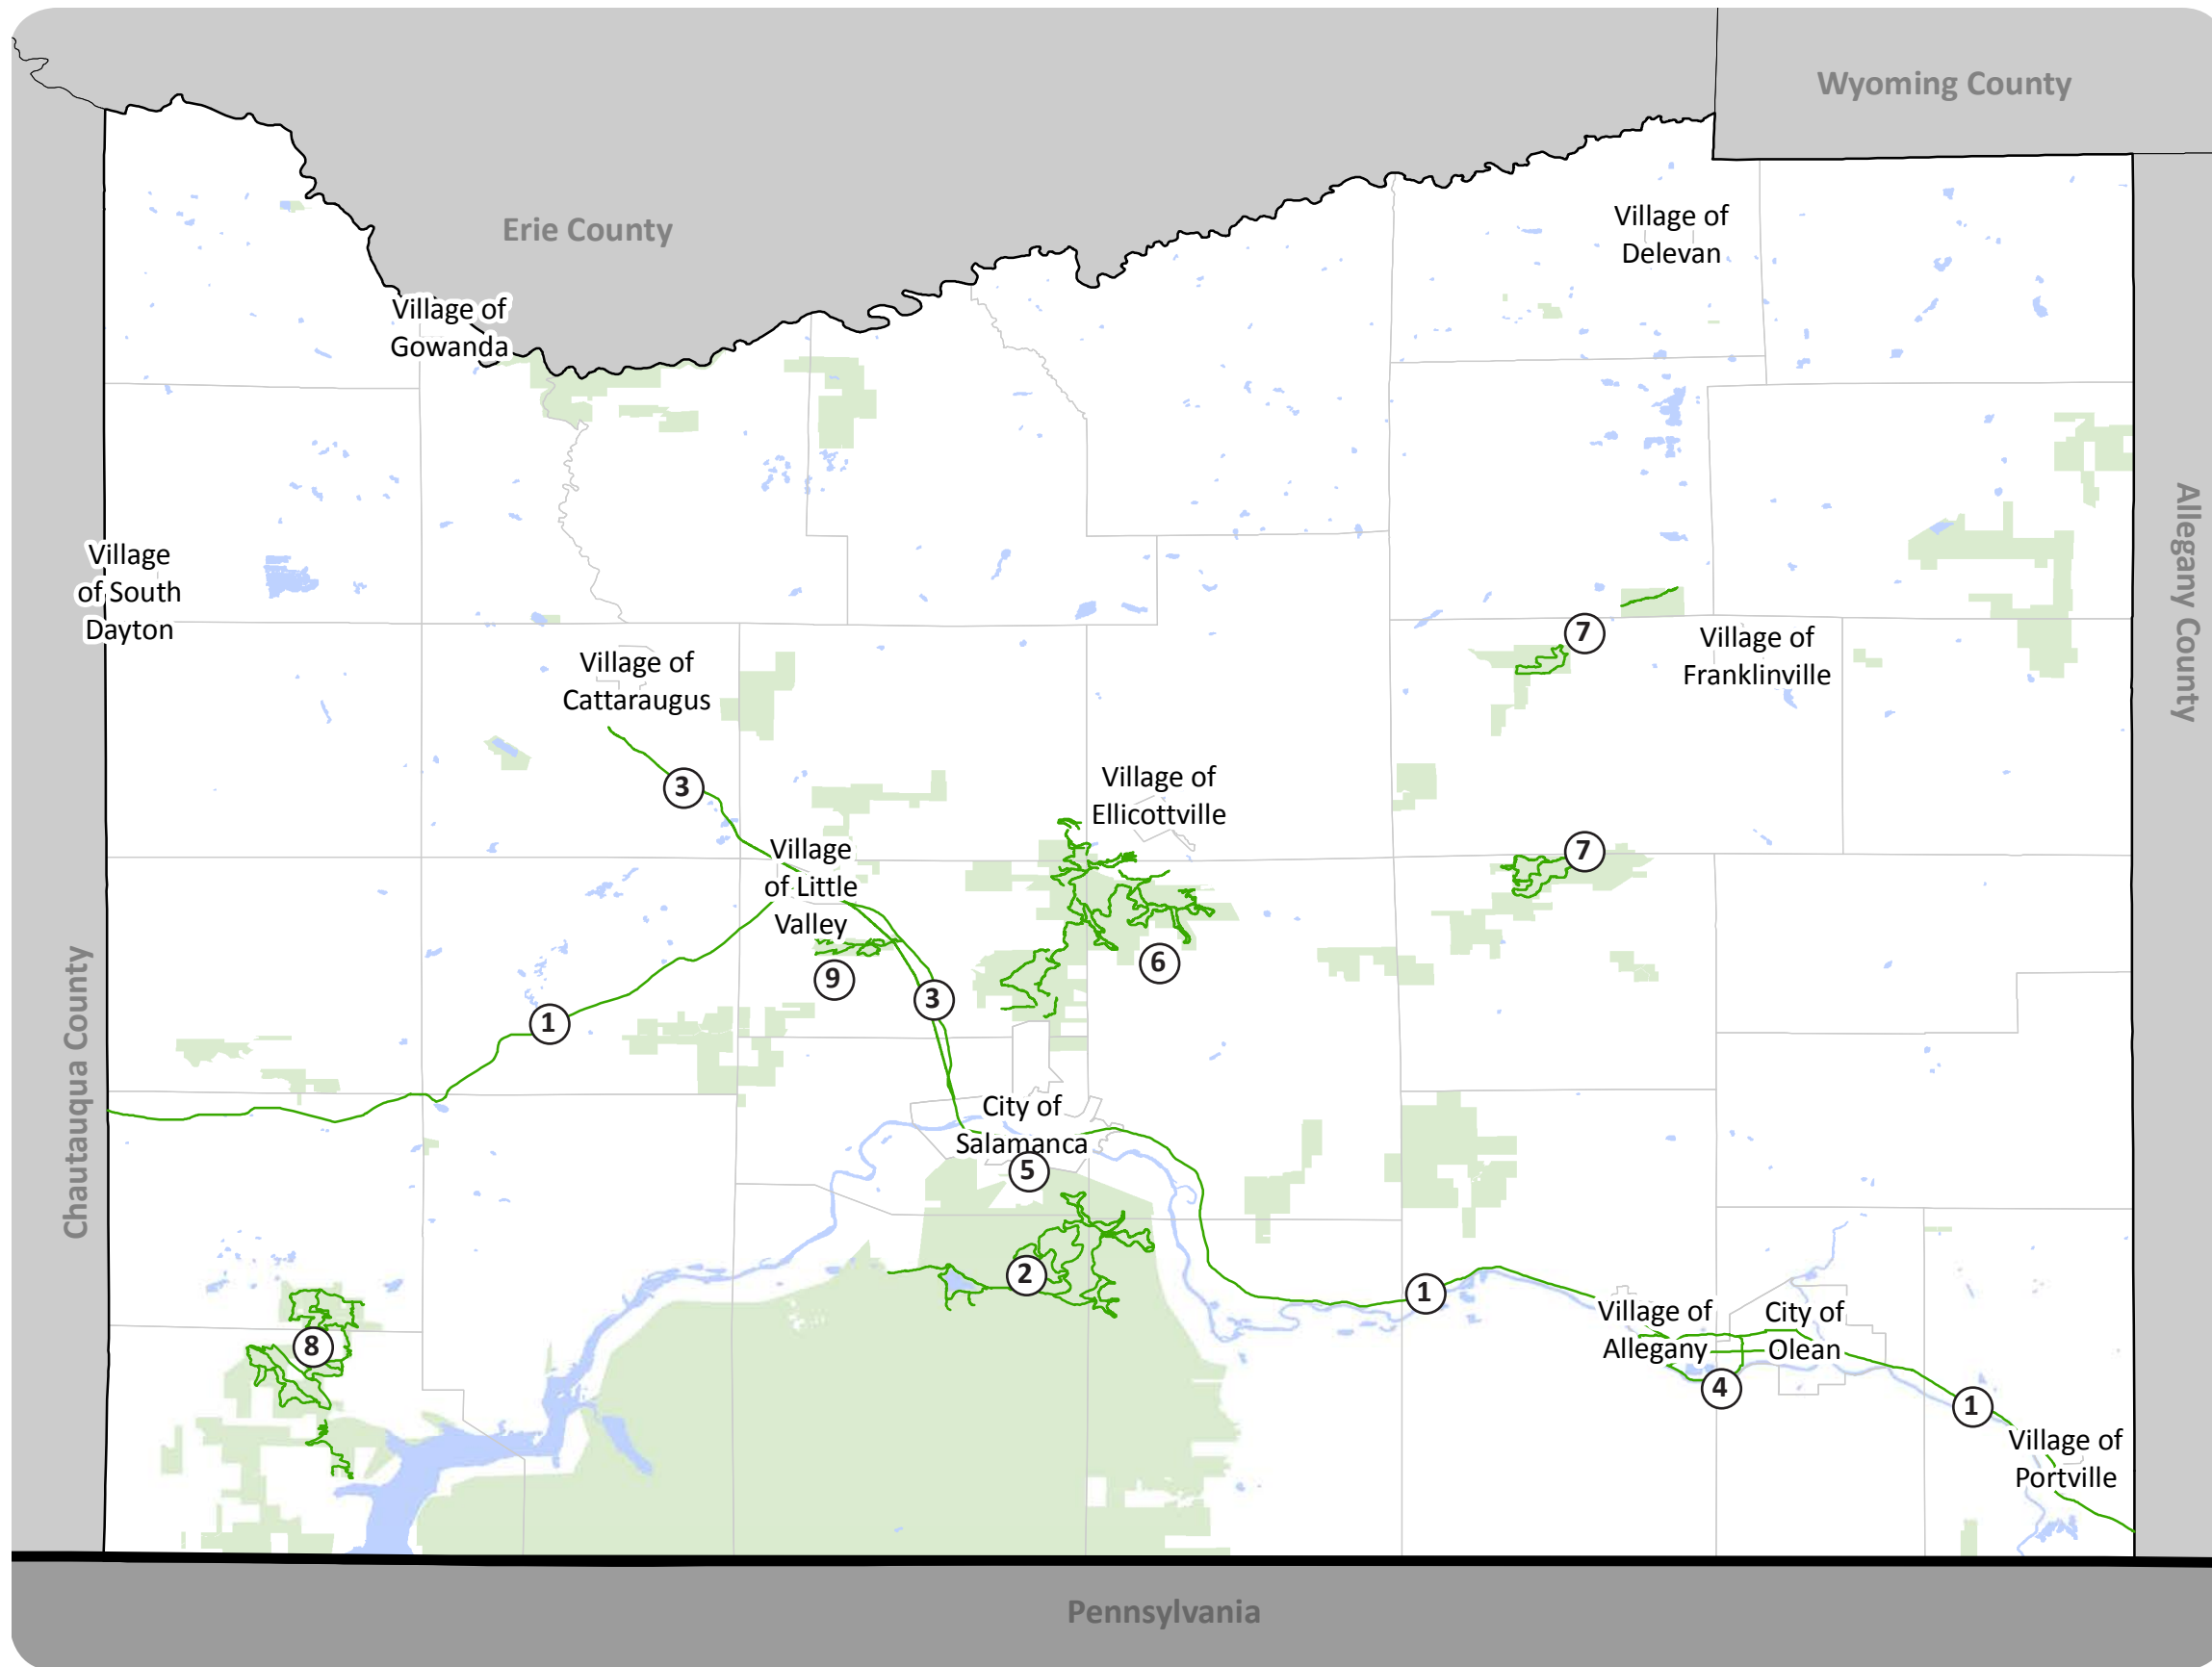 Wyoming County
Erie County
Village of
Delevan
Village of
Gowanda
Allegany County
Village
of South
Dayton
7
Village of
Franklinville
Village of
Cattaraugus
3
Village of
Ellicottville
Village
of Little
Valley
7
6
9
3
1
Chautauqua County
City of
Salamanca
5
2
1
Village of
Allegany
City of
Olean
8
4
1
Village of
Portville
Pennsylvania